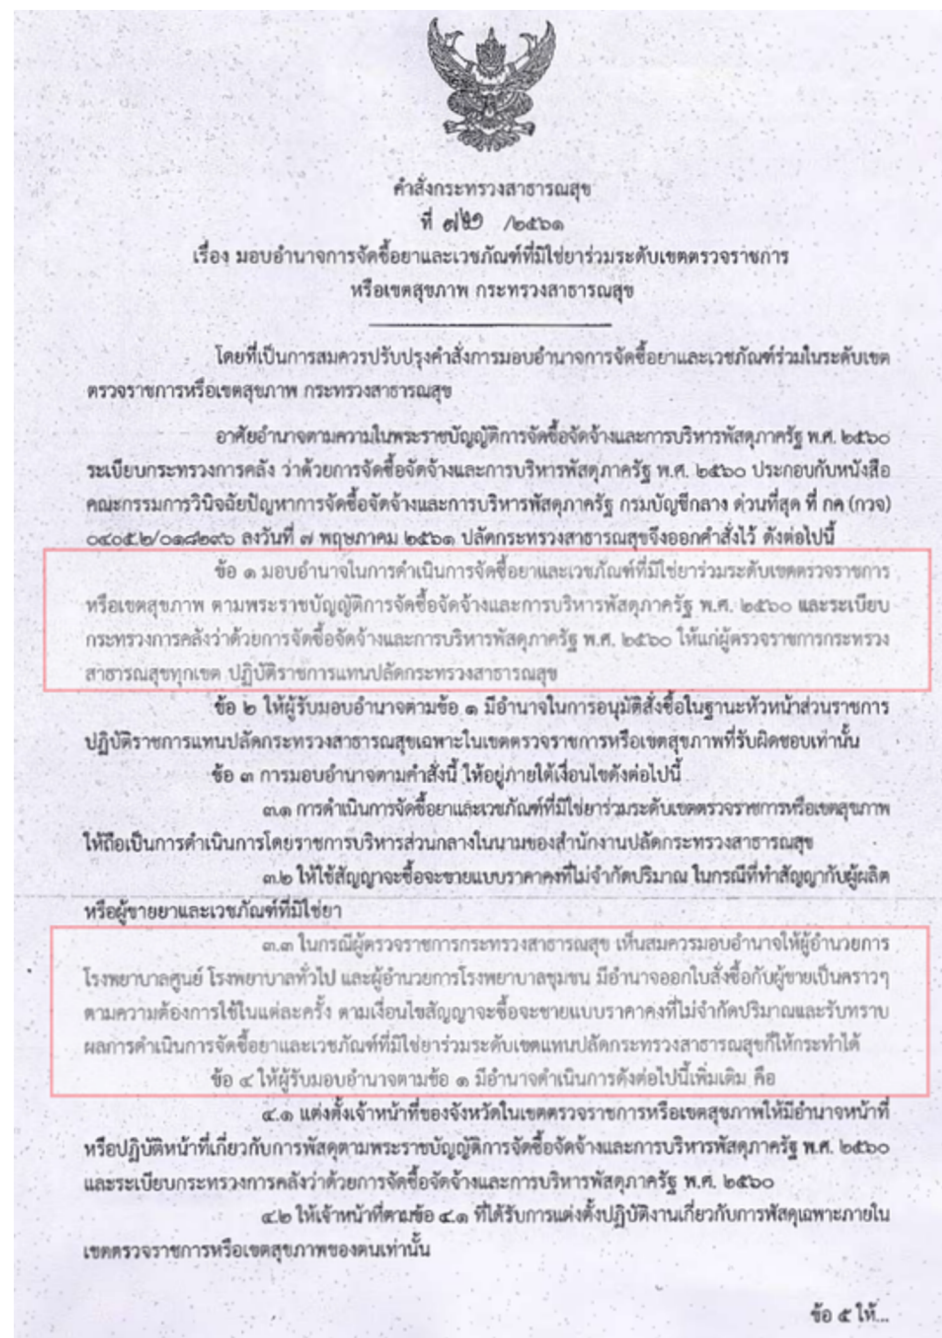 คำสั่งกระทรวงสาธารณสุข
ที่ /๒๕๖๑
เรื่อง มอบอำนาจการจัดซื้อยาและเวชภัณฑ์ที่มิใช่ยาร่วมระดับเขตตรวจราชการ
หรือเขตสุขภาพ กระทรวงสาธารณสุข
โดยที่เป็นการสมควรปรับปรุงคำสั่งการมอบอำนาจการจัดซื้อยาและเวชภัณฑ์ร่วมในระดับเขต
ตรวจราชการหรือเขตสุขภาพ กระทรวงสาธารณสุข
อาศัยอำนาจตามความในพระราชบัญญัติการจัดซื้อจัดจ้างและการบริหารพัสดุภาครัฐ พ.ศ. ๒๕๖๐
ระเบียบกระทรวงการคลัง ว่าด้วยการจัดซื้อจัดจ้างและการบริหารพัสดุภาครัฐ พ.ศ. ๒๕๖๐ ประกอบกับหนังสือ
คณะกรรมการวินิจฉัยปัญหาการจัดซื้อจัดจ้างและการบริหารพัสดุภาครัฐ กรมบัญชีกลาง ด่วนที่สุด ที่ กค (กวจ)
๐๔๐๕.๒/๐๑๘๒๙๖ ลงวันที่ ๗ พฤษภาคม ๒๕๖๑ ปลัดกระทรวงสาธารณสุขจึงออกคำสั่งไว้ ดังต่อไปนี้
ข้อ ๑ มอบอำนาจในการดำเนินการจัดซื้อยาและเวชภัณฑ์ที่มิใช่ยาร่วมระดับเขตตรวจราชการ
หรือเขตสุขภาพ ตามพระราชบัญญัติการจัดซื้อจัดจ้างและการบริหารพัสดุภาครัฐ พ.ศ. ๒๕๖๐ และระเบียบ
กระทรวงการคลังว่าด้วยการจัดซื้อจัดจ้างและการบริหารพัสดุภาครัฐ พ.ศ. ๒๕๖๐ ให้แก่ผู้ตรวจราชการกระทรวง
สาธารณสุขทุกเขต ปฏิบัติราชการแทนปลัดกระทรวงสาธารณสุข
ข้อ ๒ ให้ผู้รับมอบอำนาจตามข้อ ๑ มีอำนาจในการอนุมัติสั่งซื้อในฐานะหัวหน้าส่วนราชการ
ปฏิบัติราชการแทนปลัดกระทรวงสาธารณสุขเฉพาะในเขตตรวจราชการหรือเขตสุขภาพที่รับผิดชอบเท่านั้น
ข้อ ๓ การมอบอำนาจตามคำสั่งนี้ ให้อยู่ภายใต้เงื่อนไขดังต่อไปนี้
๓.๑ การดำเนินการจัดซื้อยาและเวชภัณฑ์ที่มิใช่ยาร่วมระดับเขตตรวจราชการหรือเขตสุขภาพ
ให้ถือเป็นการดำเนินการโดยราชการบริหารส่วนกลางในนามของสำนักงานปลัดกระทรวงสาธารณสุข
๓.๒ ให้ใช้สัญญาจะซื้อจะขายแบบราคาคงที่ไม่จำกัดปริมาณ ในกรณีที่ทำสัญญากับผู้ผลิต
หรือผู้ขายยาและเวชภัณฑ์ที่มิใช่ยา
๓.๓ ในกรณีผู้ตรวจราชการกระทรวงสาธารณสุข เห็นสมควรมอบอำนาจให้ผู้อำนวยการ
โรงพยาบาลศูนย์ โรงพยาบาลทั่วไป และผู้อำนวยการโรงพยาบาลชุมชน มีอำนาจออกใบสั่งซื้อกับผู้ขายเป็นคราวๆ
ตามความต้องการใช้ในแต่ละครั้ง ตามเงื่อนไขสัญญาจะซื้อจะขายแบบราคาคงที่ไม่จำกัดปริมาณและรับทราบ
ผลการดำเนินการจัดซื้อยาและเวชภัณฑ์ที่มิใช่ยาร่วมระดับเขตแทนปลัดกระทรวงสาธารณสุขก็ให้กระทำได้
ข้อ ๔ ให้ผู้รับมอบอำนาจตามข้อ ๑ มีอำนาจดำเนินการดังต่อไปนี้เพิ่มเติม คือ
๔.๑ แต่งตั้งเจ้าหน้าที่ของจังหวัดในเขตตรวจราชการหรือเขตสุขภาพให้มีอำนาจหน้าที่
หรือปฏิบัติหน้าที่เกี่ยวกับการพัสดุตามพระราชบัญญัติการจัดซื้อจัดจ้างและการบริหารพัสดุภาครัฐ พ.ศ. ๒๕๖๐
และระเบียบกระทรวงการคลังว่าด้วยการจัดซื้อจัดจ้างและการบริหารพัสดุภาครัฐ พ.ศ. ๒๕๖๐
๔.๒ ให้เจ้าหน้าที่ตามข้อ ๔.๑ ที่ได้รับการแต่งตั้งปฏิบัติงานเกี่ยวกับการพัสดุเฉพาะภายใน
เขตตรวจราชการหรือเขตสุขภาพของตนเท่านั้น
ข้อ ๕ ให้...